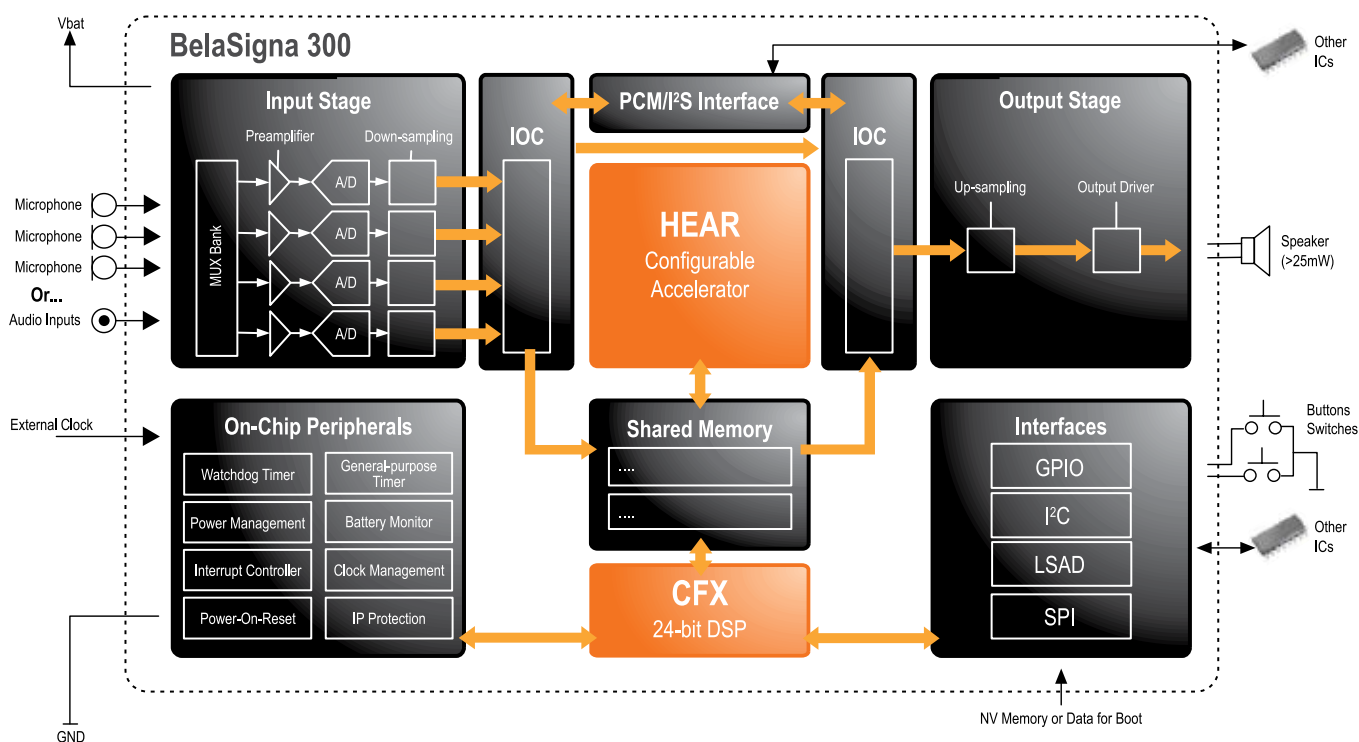 Vbat
BelaSigna 300
Other
ICs
Input Stage
Preamplifier
Down-sampling
MUX Bank
A/D
A/D
A/D
A/D
IOC
PCM/I²S Interface
IOC
Output Stage
Up-sampling
Output Driver
HEAR
Configurable
Accelerator
Microphone
Microphone
Microphone
Or...
Audio Inputs
Speaker
(>25mW)
External Clock
On-Chip Peripherals
Watchdog Timer
General-purpose
Timer
Power Management
Battery Monitor
Interrupt Controller
Clock Management
Power-On-Reset
IP Protection
Shared Memory
....
....
CFX
24-bit DSP
Interfaces
GPIO
I²C
LSAD
SPI
Buttons
Switches
Other
ICs
NV Memory or Data for Boot
GND